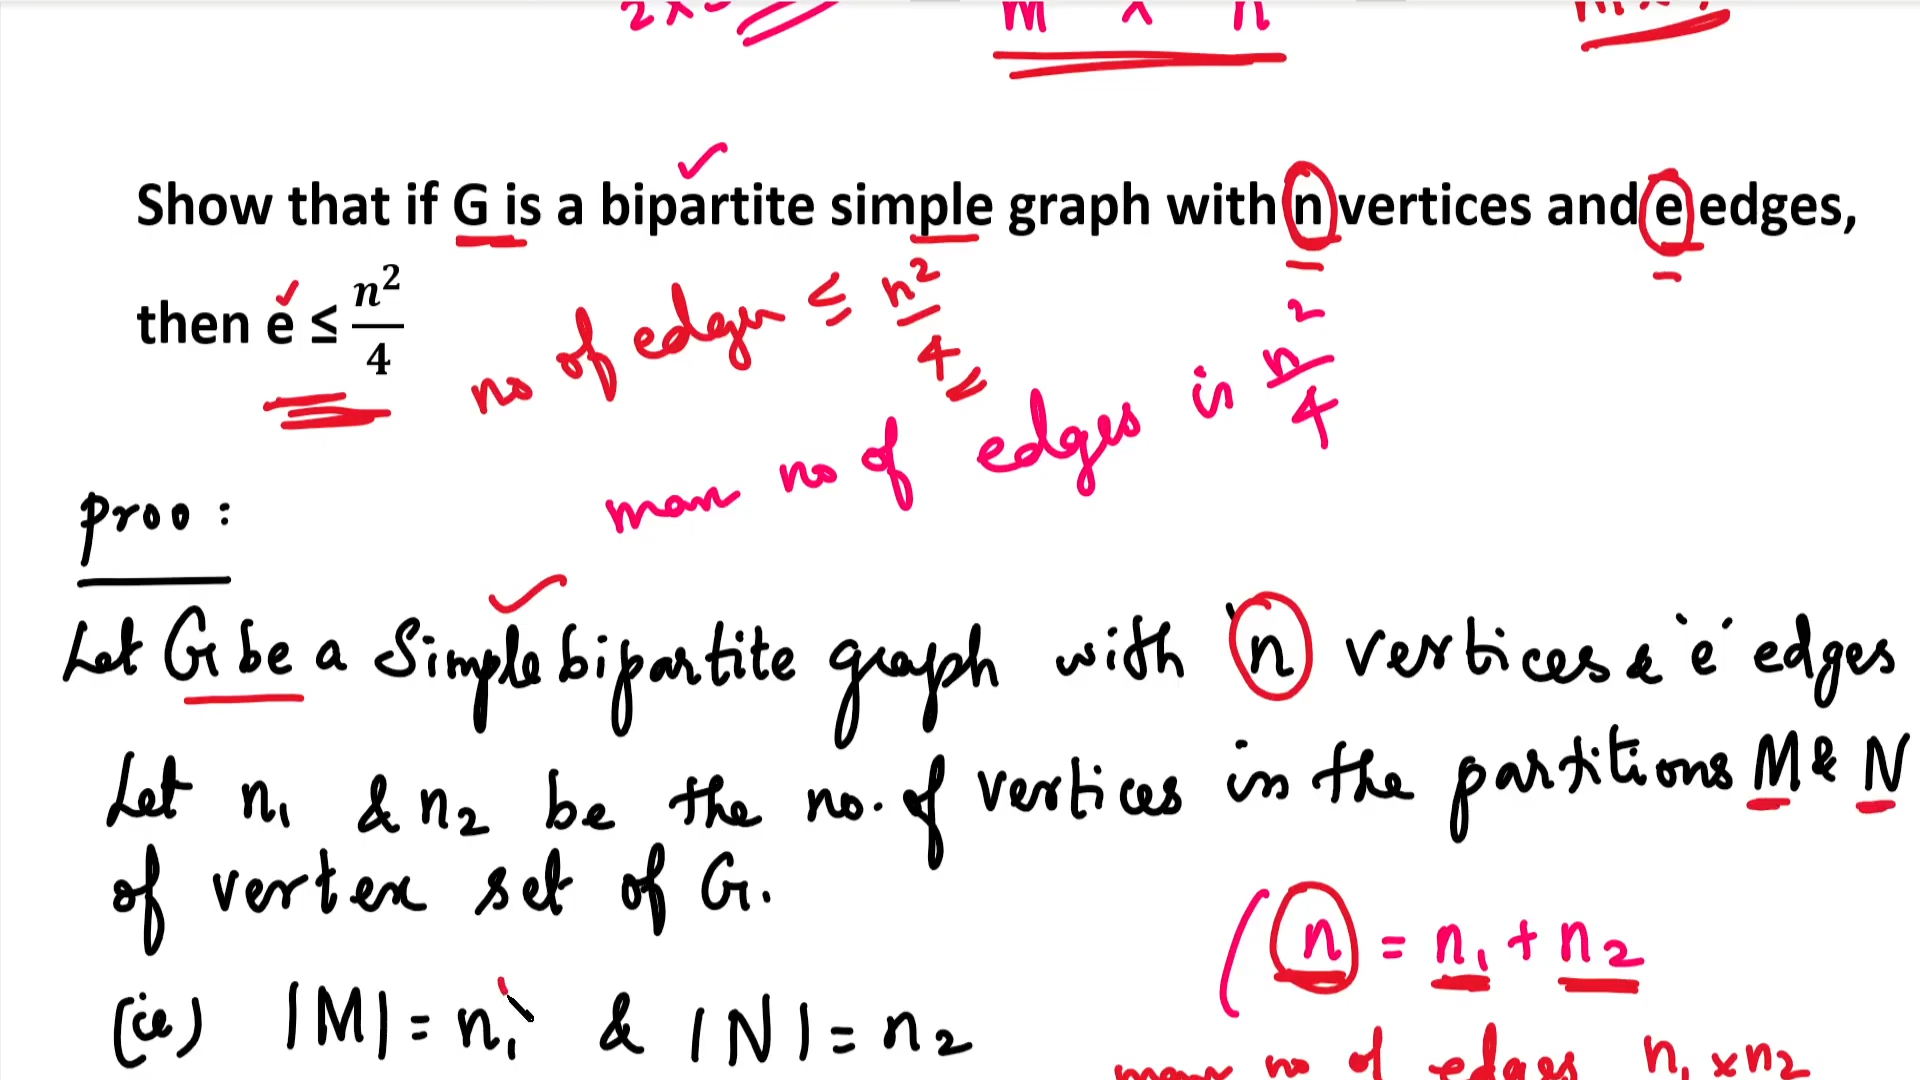 m × n
Show that if G is a bipartite simple graph with n vertices and e edges,
then e ≤ n²/4
no of edges ≤ n²/4
max no of edges is n²/4
Proo :
Let G be a Simple bipartite graph with 'n' vertices & 'e' edges
Let n₁ & n₂ be the no. of vertices in the partitions M & N
of vertex set of G.
n = n₁ + n₂
(ie) |M| = n₁ & |N| = n₂
max no of edges n₁ × n₂